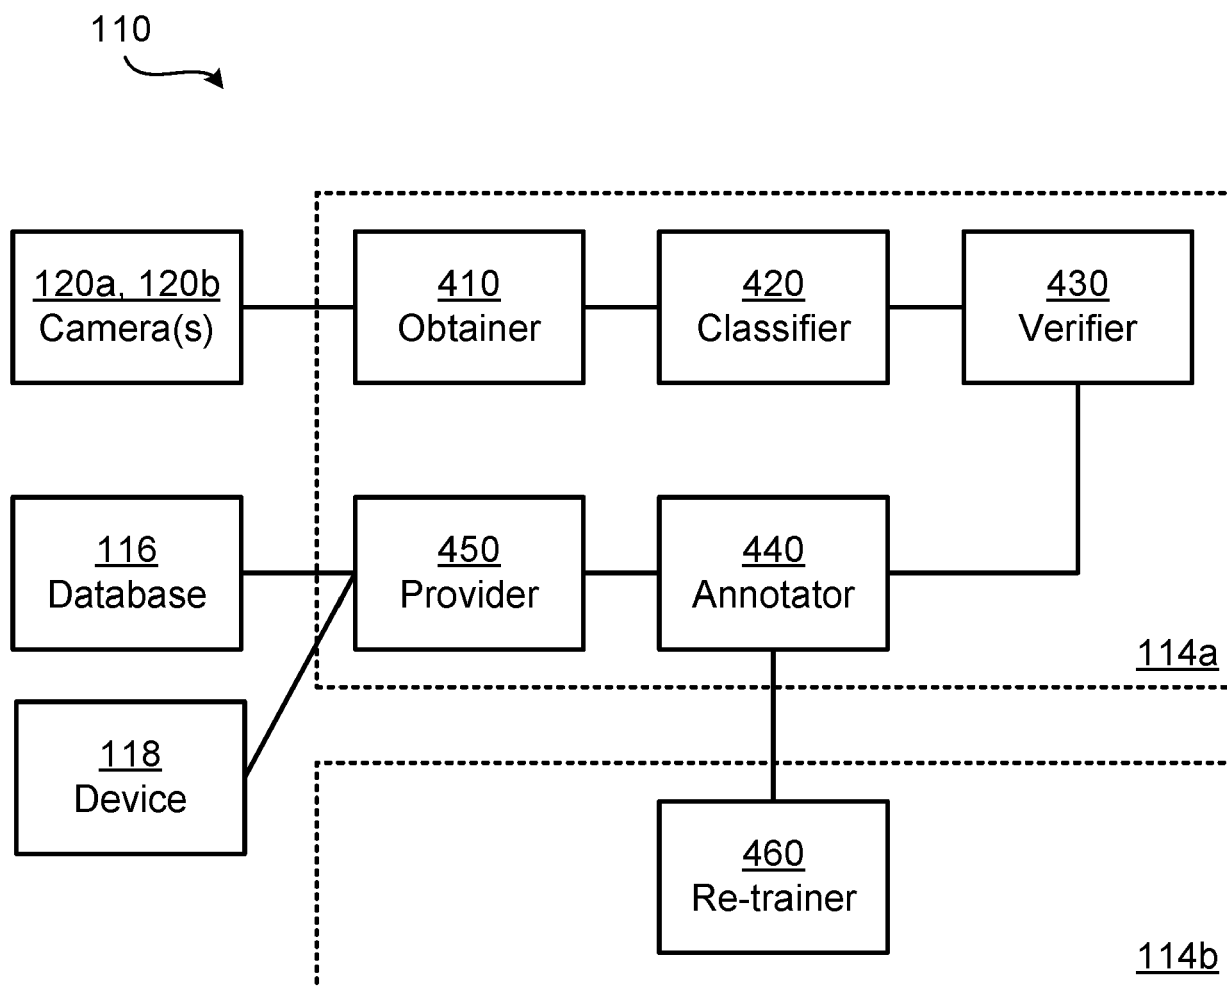 110
120a, 120b
Camera(s)
410
Obtainer
420
Classifier
430
Verifier
116
Database
450
Provider
440
Annotator
114a
118
Device
460
Re-trainer
114b